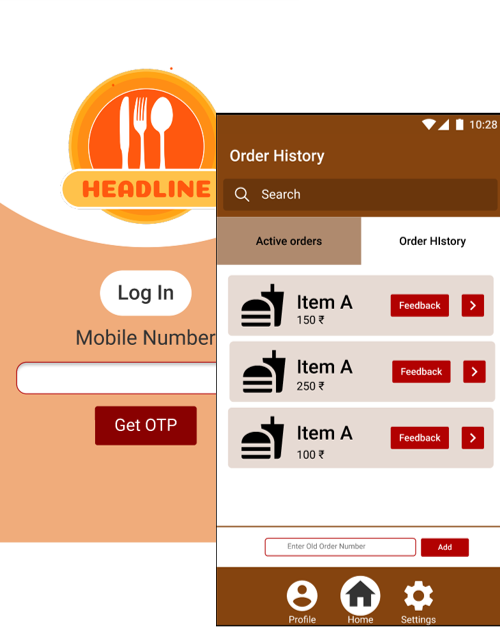 HEADLINE
Log In
Mobile Number
Get OTP
10:28
Order History
Search
Active orders
Order HIstory
Item A
150 ₹
Feedback
Item A
250 ₹
Feedback
Item A
100 ₹
Feedback
Enter Old Order Number
Add
Profile
Home
Settings